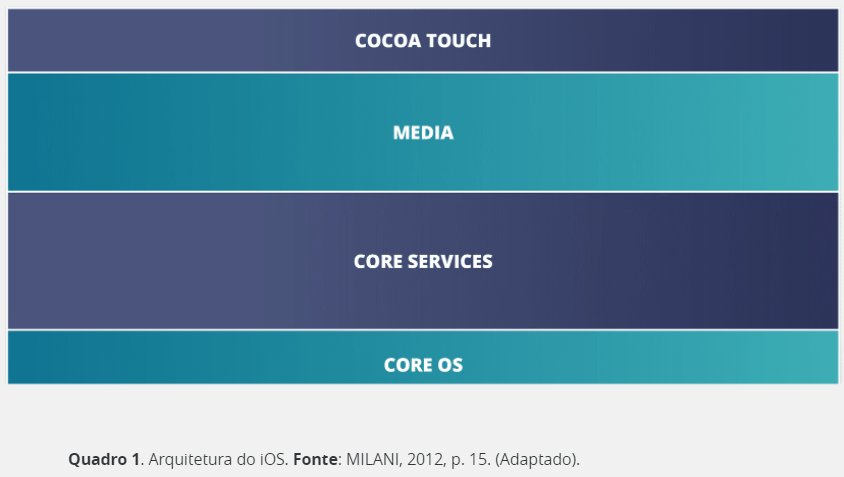 COCOA TOUCH
MEDIA
CORE SERVICES
CORE OS
Quadro 1. Arquitetura do iOS. Fonte: MILANI, 2012, p. 15. (Adaptado).